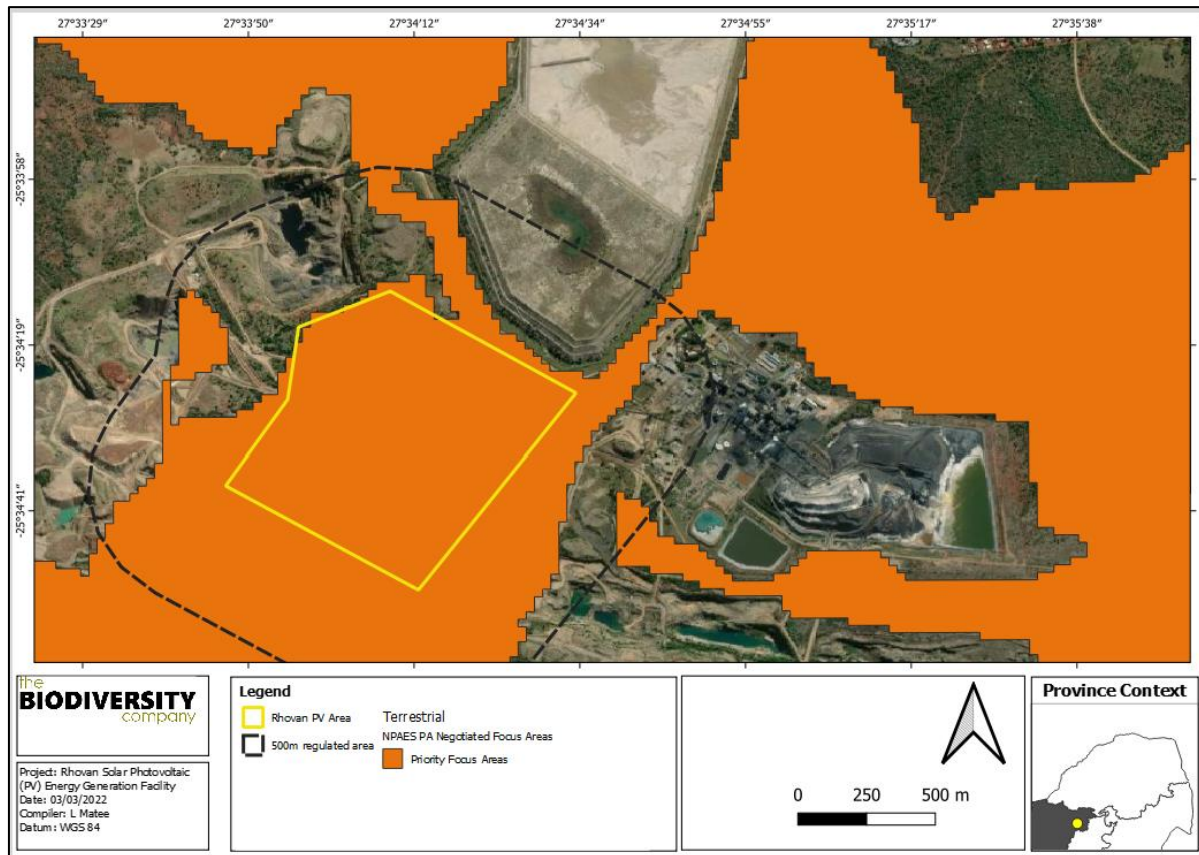 27°33'29" 27°33'50" 27°34'12" 27°34'34" 27°34'55" 27°35'17" 27°35'38"
-25°33'58"
-25°34'19"
-25°34'41"
the
BIODIVERSITY
company
Project: Rhovan Solar Photovoltaic
(PV) Energy Generation Facility
Date: 03/03/2022
Compiler: L Matee
Datum: WGS 84
Legend
Rhovan PV Area
500m regulated area
Terrestrial
NPAES PA Negotiated Focus Areas
Priority Focus Areas
0 250 500 m
Province Context